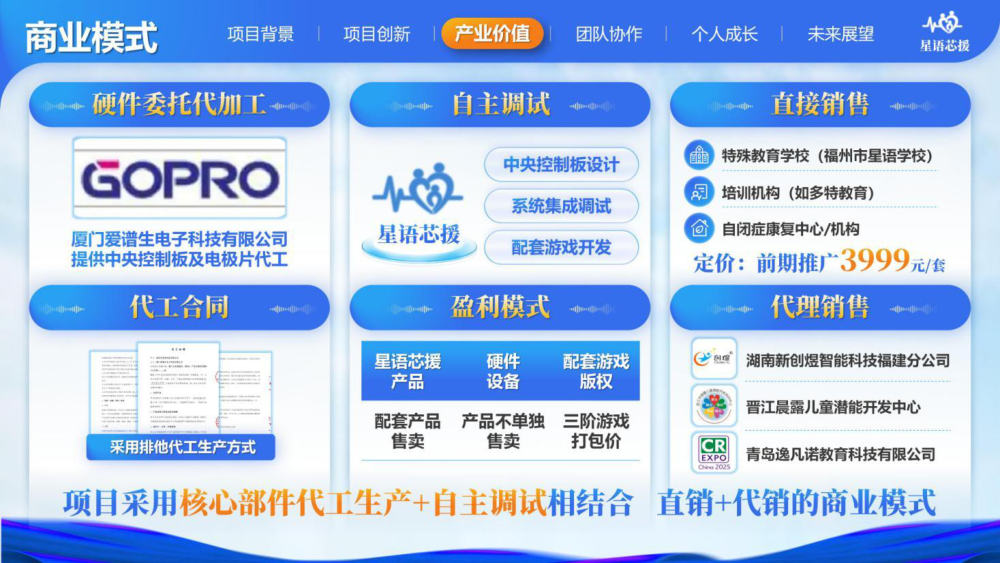 商业模式
项目背景
项目创新
产业价值
团队协作
个人成长
未来展望
星语芯援
硬件委托代加工
GOPRO
厦门爱谱生电子科技有限公司
提供中央控制板及电极片代工
自主调试
星语芯援
中央控制板设计
系统集成调试
配套游戏开发
直接销售
特殊教育学校（福州市星语学校）
培训机构（如多特教育）
自闭症康复中心/机构
定价：前期推广3999元/套
代工合同
采用排他代工生产方式
盈利模式
星语芯援
产品
硬件
设备
配套游戏
版权
配套产品
售卖
产品不单独
售卖
三阶游戏
打包价
代理销售
湖南新创煜智能科技福建分公司
晋江晨露儿童潜能开发中心
CR
EXPO
China 2025
青岛逸凡诺教育科技有限公司
项目采用核心部件代工生产+自主调试相结合 直销+代销的商业模式